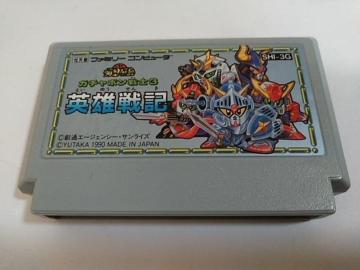 ファミリーコンピュータ
SHI-3G
ガチャポン戦士3
英雄戦記
©創通エージェンシー・サンライズ
©YUTAKA 1990 MADE IN JAPAN